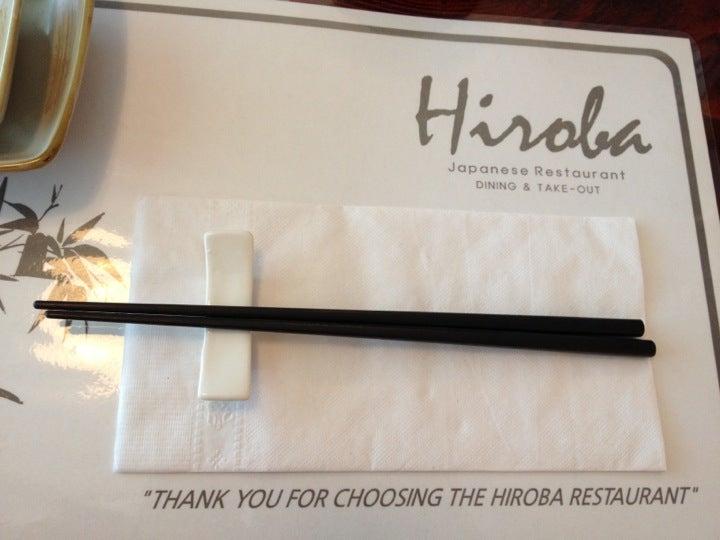 Hiroba
Japanese Restaurant
DINING & TAKE-OUT
"THANK YOU FOR CHOOSING THE HIROBA RESTAURANT"